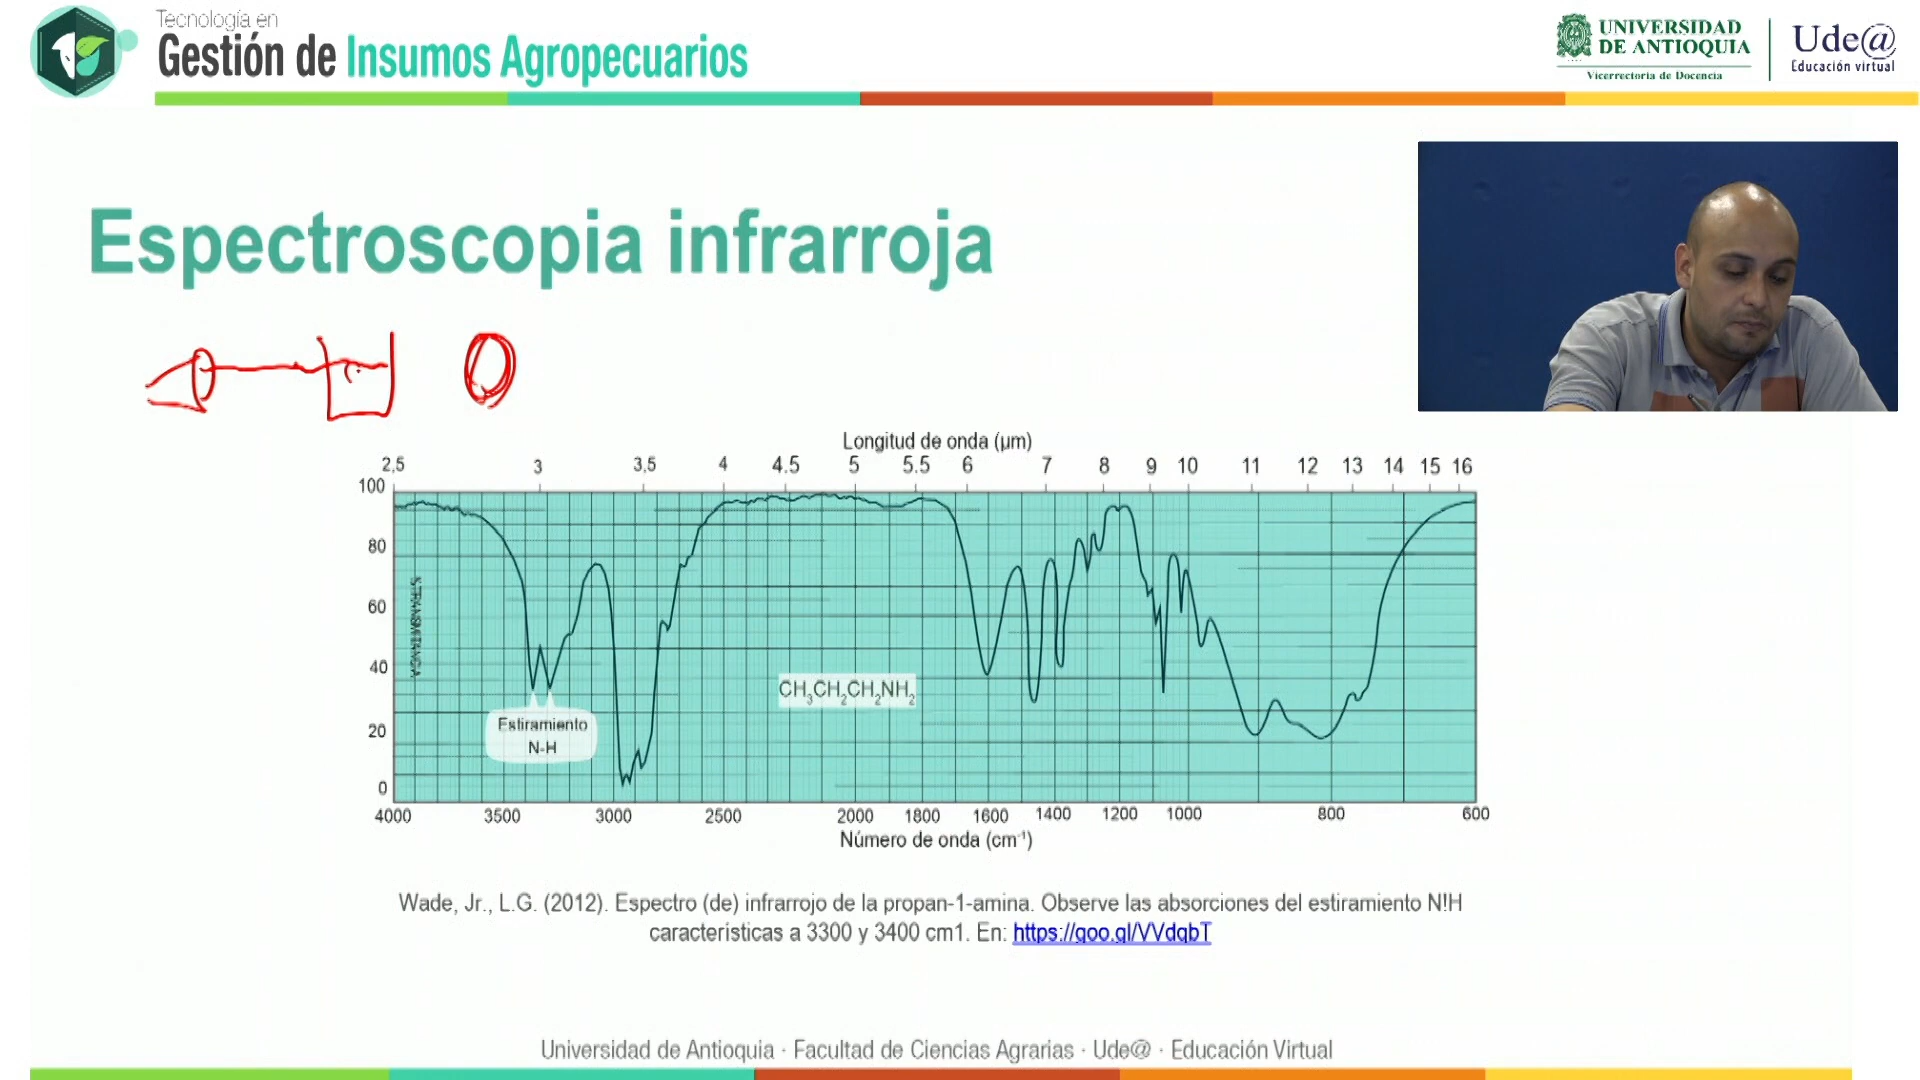 Tecnología en
Gestión de Insumos Agropecuarios
UNIVERSIDAD
DE ANTIOQUIA
Vicerrectoría de Docencia
Ude@
Educación virtual
Espectroscopia infrarroja
Longitud de onda (µm)
2,5 3 3,5 4 4.5 5 5.5 6 7 8 9 10 11 12 13 14 15 16
100
80
60
40
20
0
%TRANSMITANCIA
CH₃CH₂CH₂NH₂
Estiramiento
N-H
4000 3500 3000 2500 2000 1800 1600 1400 1200 1000 800 600
Número de onda (cm⁻¹)
Wade, Jr., L.G. (2012). Espectro (de) infrarrojo de la propan-1-amina. Observe las absorciones del estiramiento N!H
características a 3300 y 3400 cm1. En: https://goo.gl/VVdqbT
Universidad de Antioquia · Facultad de Ciencias Agrarias · Ude@ · Educación Virtual